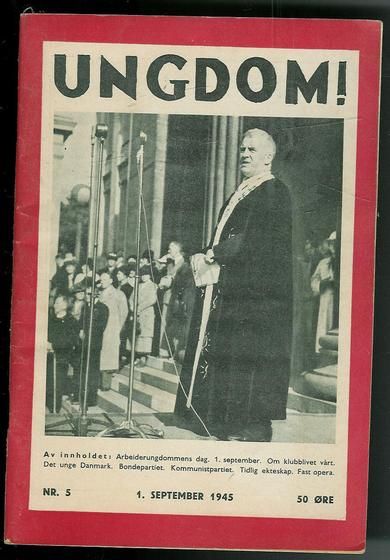 UNGDOM!
Av innholdet: Arbeiderungdommens dag. 1. september. Om klubblivet vårt.
Det unge Danmark. Bondepartiet. Kommunistpartiet. Tidlig ekteskap. Fast opera.
NR. 5 1. SEPTEMBER 1945 50 ØRE